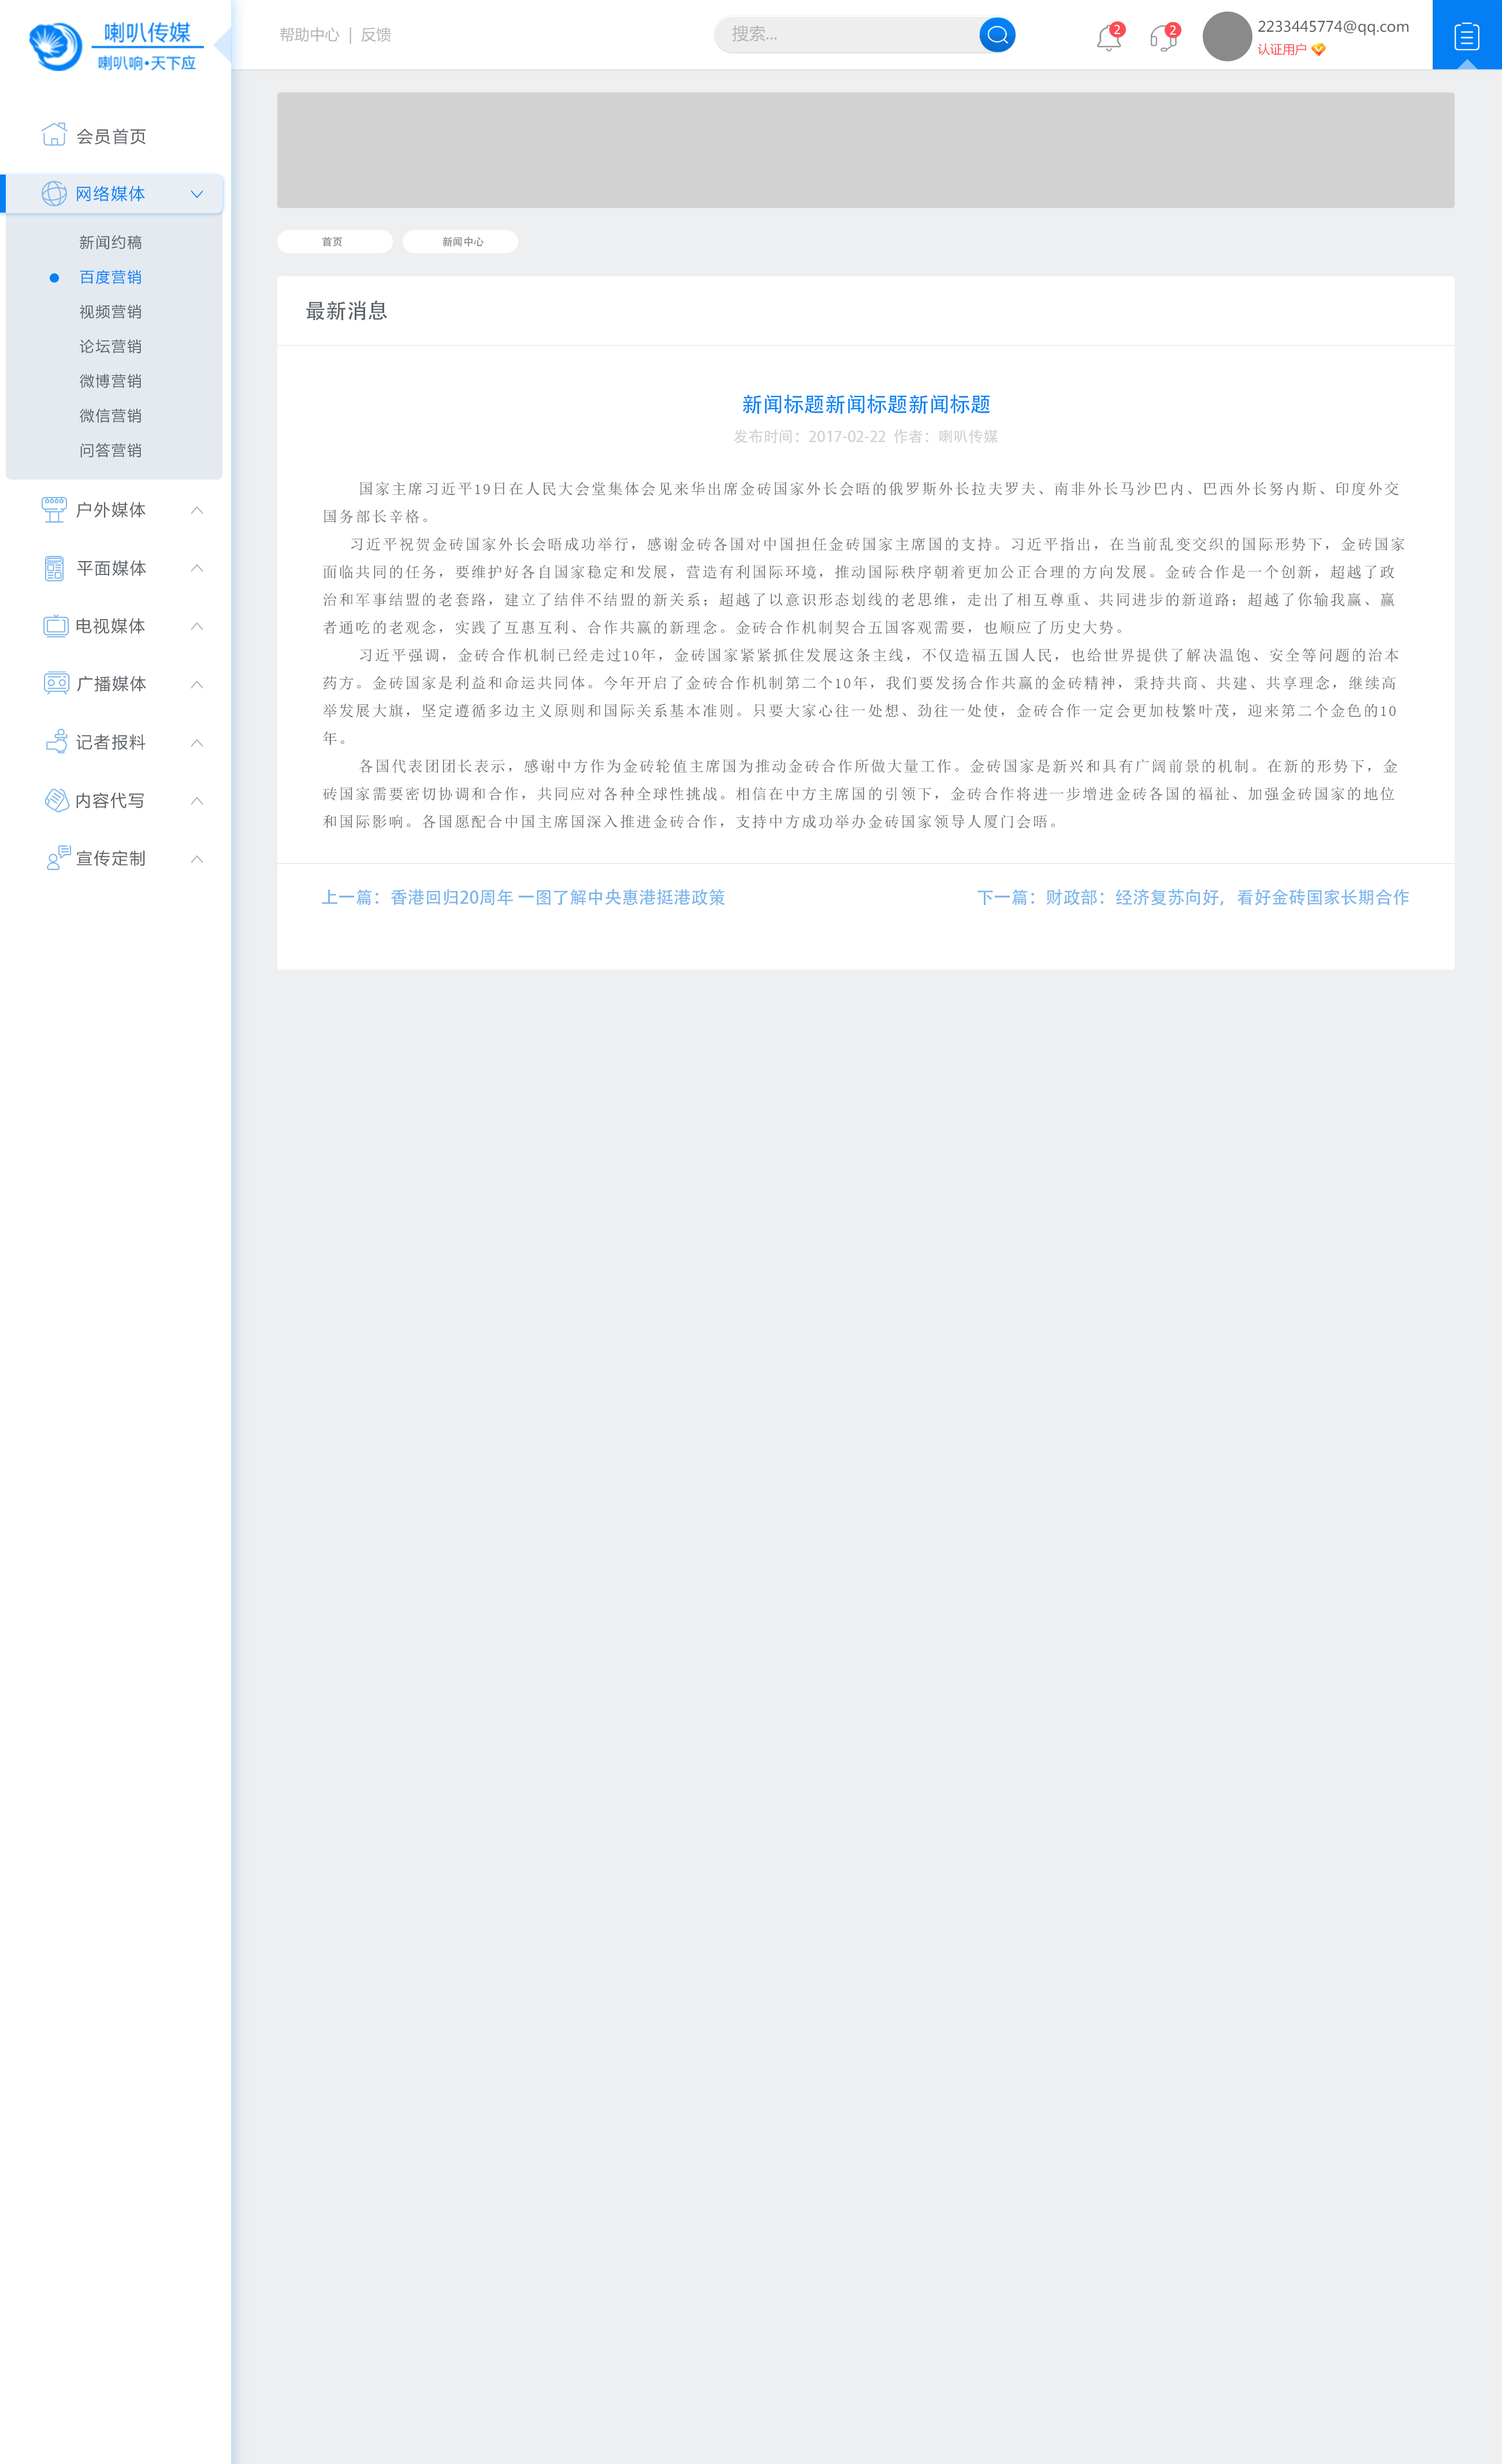 喇叭传媒
喇叭响•天下应
帮助中心 | 反馈
搜索...
2
2
2233445774@qq.com
认证用户
会员首页
网络媒体
新闻约稿
百度营销
视频营销
论坛营销
微博营销
微信营销
问答营销
户外媒体
平面媒体
电视媒体
广播媒体
记者报料
内容代写
宣传定制
首页
新闻中心
最新消息
新闻标题新闻标题新闻标题
发布时间：2017-02-22 作者：喇叭传媒
国家主席习近平19日在人民大会堂集体会见来华出席金砖国家外长会晤的俄罗斯外长拉夫罗夫、南非外长马沙巴内、巴西外长努内斯、印度外交
国务部长辛格。
习近平祝贺金砖国家外长会晤成功举行，感谢金砖各国对中国担任金砖国家主席国的支持。习近平指出，在当前乱变交织的国际形势下，金砖国家
面临共同的任务，要维护好各自国家稳定和发展，营造有利国际环境，推动国际秩序朝着更加公正合理的方向发展。金砖合作是一个创新，超越了政
治和军事结盟的老套路，建立了结伴不结盟的新关系；超越了以意识形态划线的老思维，走出了相互尊重、共同进步的新道路；超越了你输我赢、赢
者通吃的老观念，实践了互惠互利、合作共赢的新理念。金砖合作机制契合五国客观需要，也顺应了历史大势。
习近平强调，金砖合作机制已经走过10年，金砖国家紧紧抓住发展这条主线，不仅造福五国人民，也给世界提供了解决温饱、安全等问题的治本
药方。金砖国家是利益和命运共同体。今年开启了金砖合作机制第二个10年，我们要发扬合作共赢的金砖精神，秉持共商、共建、共享理念，继续高
举发展大旗，坚定遵循多边主义原则和国际关系基本准则。只要大家心往一处想、劲往一处使，金砖合作一定会更加枝繁叶茂，迎来第二个金色的10
年。
各国代表团团长表示，感谢中方作为金砖轮值主席国为推动金砖合作所做大量工作。金砖国家是新兴和具有广阔前景的机制。在新的形势下，金
砖国家需要密切协调和合作，共同应对各种全球性挑战。相信在中方主席国的引领下，金砖合作将进一步增进金砖各国的福祉、加强金砖国家的地位
和国际影响。各国愿配合中国主席国深入推进金砖合作，支持中方成功举办金砖国家领导人厦门会晤。
上一篇：香港回归20周年 一图了解中央惠港挺港政策
下一篇：财政部：经济复苏向好，看好金砖国家长期合作